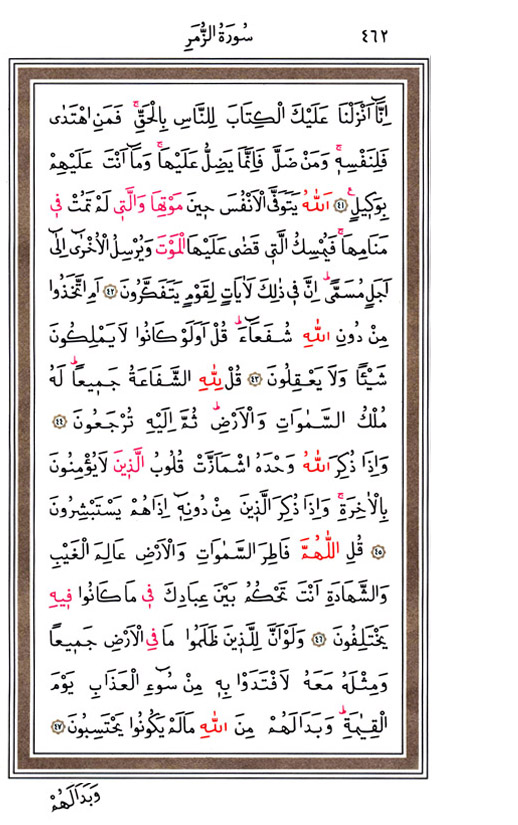 ٤٦٢ سُورَةُ الزُّمَرِ
اِنَّٓا اَنْزَلْنَا عَلَيْكَ الْكِتَابَ لِلنَّاسِ بِالْحَقِّۚ فَمَنِ اهْتَدٰى
فَلِنَفْسِهٖۚ وَمَنْ ضَلَّ فَاِنَّمَا يَضِلُّ عَلَيْهَاۚ وَمَٓا اَنْتَ عَلَيْهِمْ
بِوَكٖيلٍۚ ﴿٤١﴾ اَللّٰهُ يَتَوَفَّى الْاَنْفُسَ حٖينَ مَوْتِهَا وَالَّتٖي لَمْ تَمُتْ فٖي
مَنَامِهَاۚ فَيُمْسِكُ الَّتٖي قَضٰى عَلَيْهَا الْمَوْتَ وَيُرْسِلُ الْاُخْرٰٓى اِلٰٓى
اَجَلٍ مُسَمًّىۜ اِنَّ فٖي ذٰلِكَ لَاٰيَاتٍ لِقَوْمٍ يَتَفَكَّرُونَ ﴿٤٢﴾ اَمِ اتَّخَذُوا
مِنْ دُونِ اللّٰهِ شُفَعَٓاءَۜ قُلْ اَوَلَوْ كَانُوا لَا يَمْلِكُونَ
شَيْـًٔا وَلَا يَعْقِلُونَ ﴿٤٣﴾ قُلْ لِلّٰهِ الشَّفَاعَةُ جَمٖيعًاۜ لَهُ
مُلْكُ السَّمٰوَاتِ وَالْاَرْضِۜ ثُمَّ اِلَيْهِ تُرْجَعُونَ ﴿٤٤﴾
وَاِذَا ذُكِرَ اللّٰهُ وَحْدَهُ اشْمَاَزَّتْ قُلُوبُ الَّذٖينَ لَا يُؤْمِنُونَ
بِالْاٰخِرَةِۚ وَاِذَا ذُكِرَ الَّذٖينَ مِنْ دُونِهٖٓ اِذَا هُمْ يَسْتَبْشِرُونَ
﴿٤٥﴾ قُلِ اللّٰهُمَّ فَاطِرَ السَّمٰوَاتِ وَالْاَرْضِ عَالِمَ الْغَيْبِ
وَالشَّهَادَةِ اَنْتَ تَحْكُمُ بَيْنَ عِبَادِكَ فٖي مَا كَانُوا فٖيهِ
يَخْتَلِفُونَ ﴿٤٦﴾ وَلَوْ اَنَّ لِلَّذٖينَ ظَلَمُوا مَا فِي الْاَرْضِ جَمٖيعًا
وَمِثْلَهُ مَعَهُ لَافْتَدَوْا بِهٖ مِنْ سُٓوءِ الْعَذَابِ يَوْمَ
الْقِيٰمَةِۜ وَبَدَا لَهُمْ مِنَ اللّٰهِ مَا لَمْ يَكُونُوا يَحْتَسِبُونَ ﴿٤٧﴾
وَبَدَا لَهُمْ